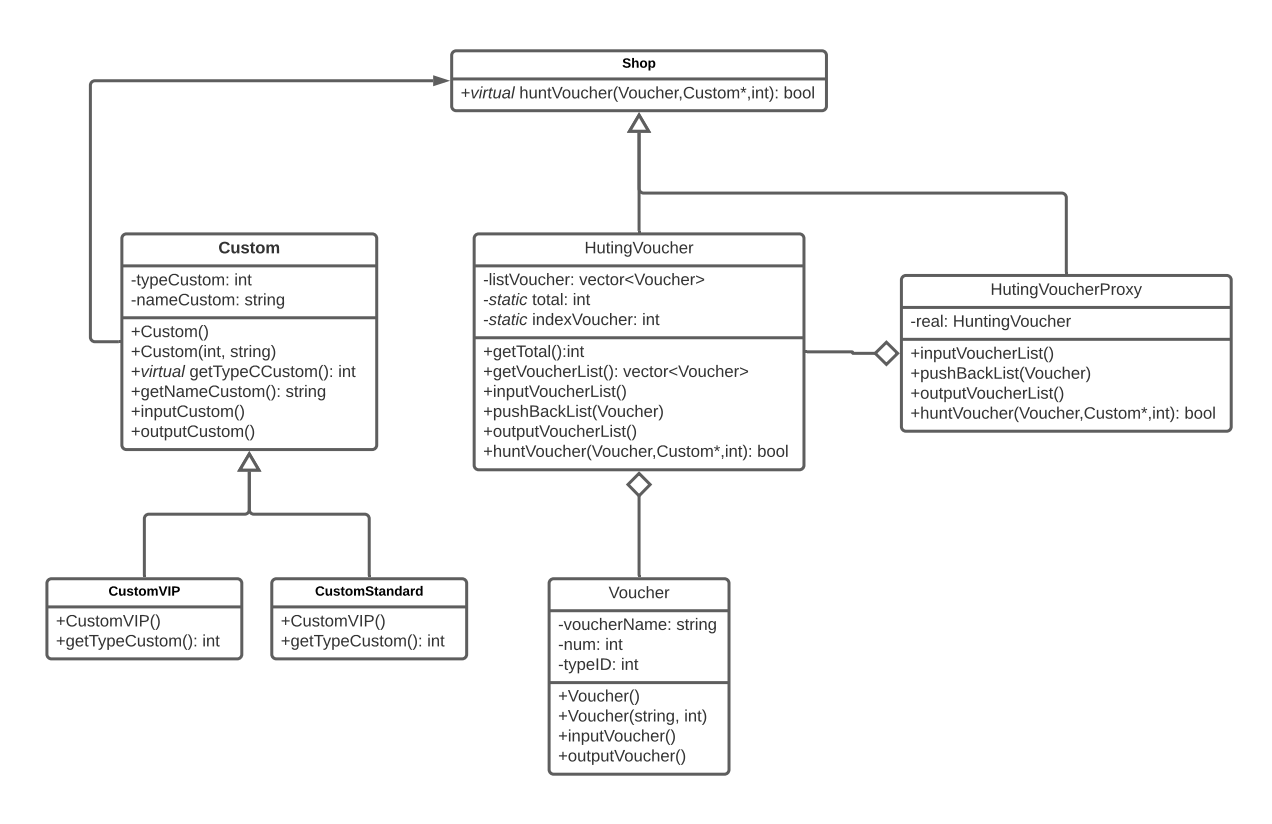 Shop
+virtual huntVoucher(Voucher,Custom*,int): bool
Custom
-typeCustom: int
-nameCustom: string
+Custom()
+Custom(int, string)
+virtual getTypeCCustom(): int
+getNameCustom(): string
+inputCustom()
+outputCustom()
HutingVoucher
-listVoucher: vector<Voucher>
-static total: int
-static indexVoucher: int
+getTotal():int
+getVoucherList(): vector<Voucher>
+inputVoucherList()
+pushBackList(Voucher)
+outputVoucherList()
+huntVoucher(Voucher,Custom*,int): bool
HutingVoucherProxy
-real: HuntingVoucher
+inputVoucherList()
+pushBackList(Voucher)
+outputVoucherList()
+huntVoucher(Voucher,Custom*,int): bool
CustomVIP
+CustomVIP()
+getTypeCustom(): int
CustomStandard
+CustomVIP()
+getTypeCustom(): int
Voucher
-voucherName: string
-num: int
-typeID: int
+Voucher()
+Voucher(string, int)
+inputVoucher()
+outputVoucher()